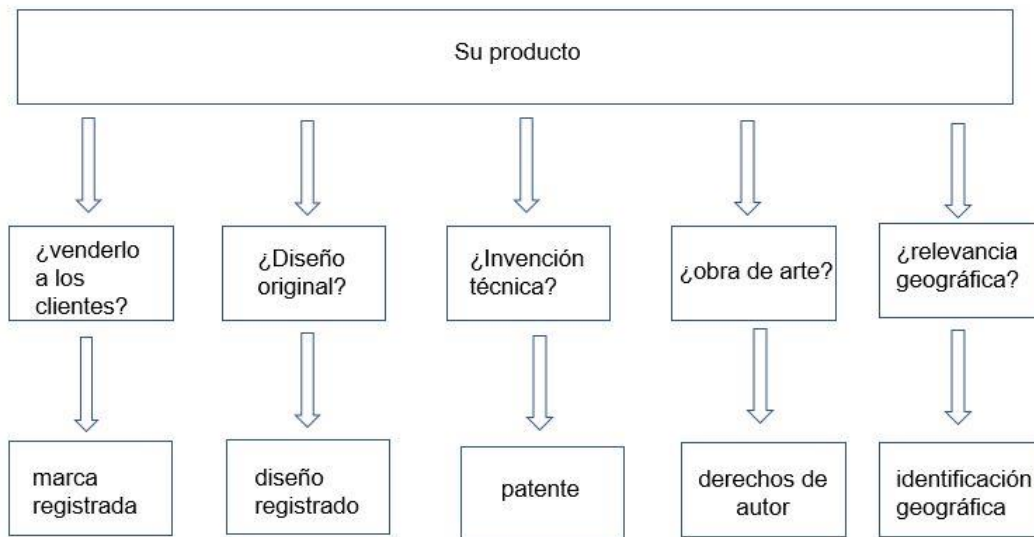 Su producto
¿venderlo
a los
clientes?
¿Diseño
original?
¿Invención
técnica?
¿obra de arte?
¿relevancia
geográfica?
marca
registrada
diseño
registrado
patente
derechos de
autor
identificación
geográfica